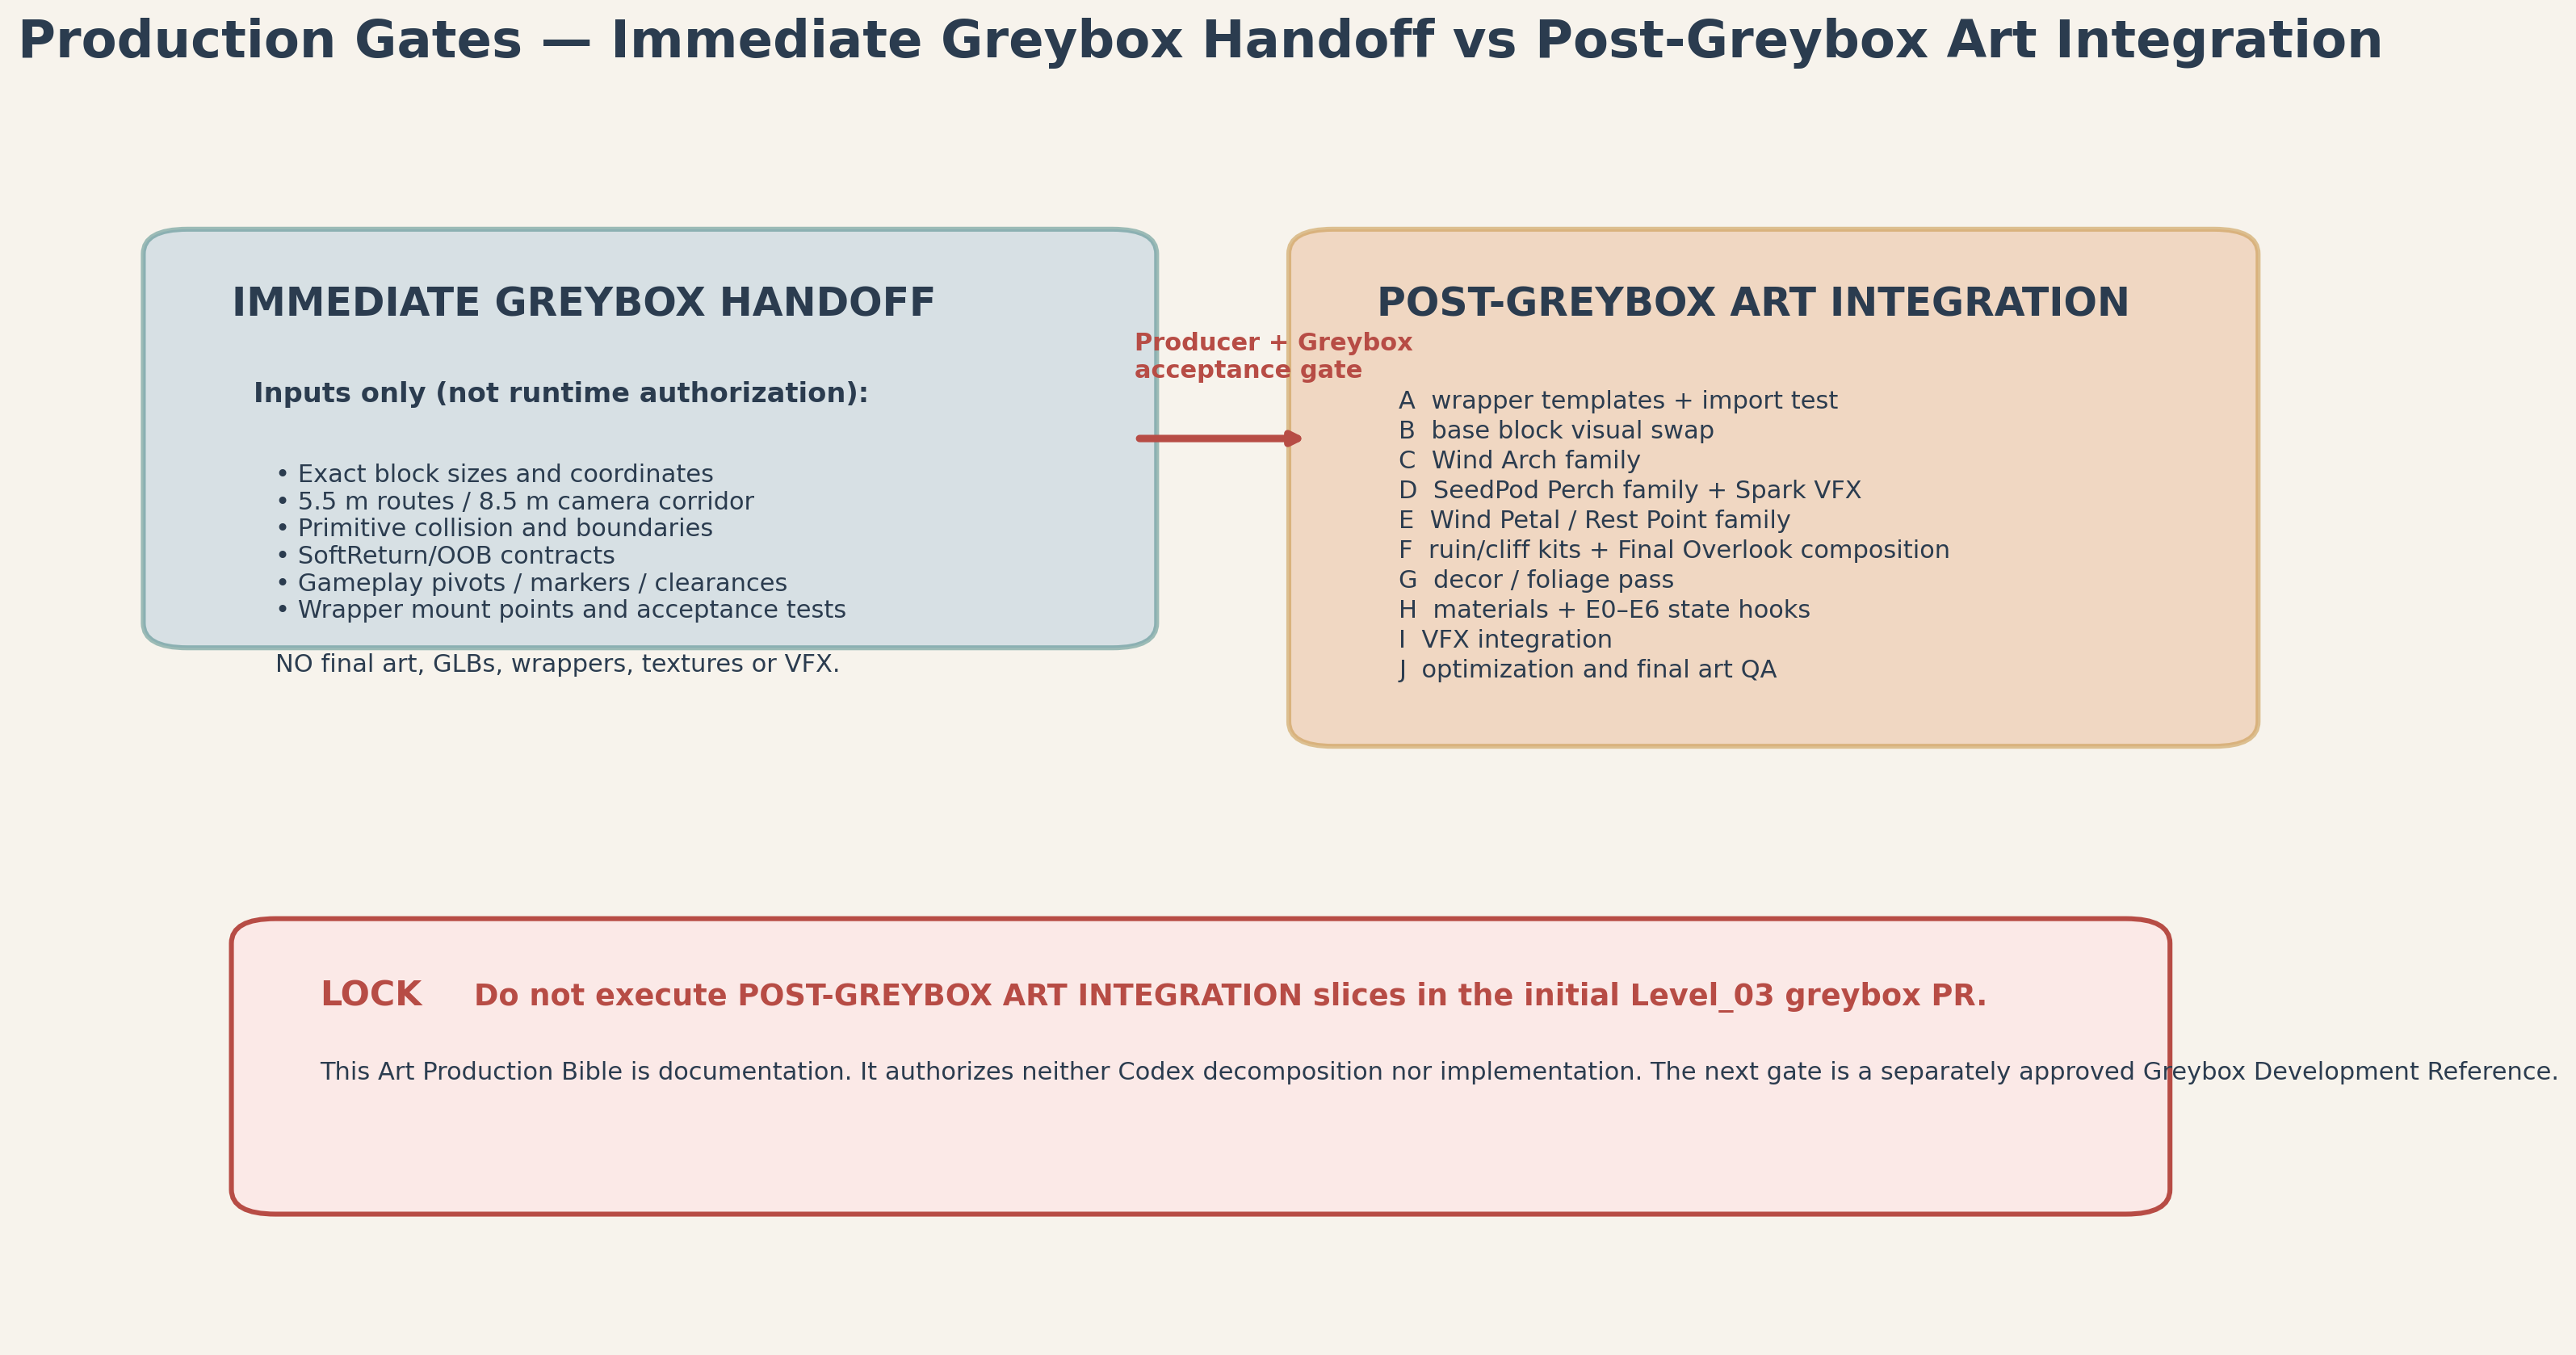 Production Gates — Immediate Greybox Handoff vs Post-Greybox Art Integration
IMMEDIATE GREYBOX HANDOFF
Inputs only (not runtime authorization):
• Exact block sizes and coordinates
• 5.5 m routes / 8.5 m camera corridor
• Primitive collision and boundaries
• SoftReturn/OOB contracts
• Gameplay pivots / markers / clearances
• Wrapper mount points and acceptance tests
NO final art, GLBs, wrappers, textures or VFX.
Producer + Greybox
acceptance gate
POST-GREYBOX ART INTEGRATION
A  wrapper templates + import test
B  base block visual swap
C  Wind Arch family
D  SeedPod Perch family + Spark VFX
E  Wind Petal / Rest Point family
F  ruin/cliff kits + Final Overlook composition
G  decor / foliage pass
H  materials + E0–E6 state hooks
I  VFX integration
J  optimization and final art QA
LOCK  Do not execute POST-GREYBOX ART INTEGRATION slices in the initial Level_03 greybox PR.
This Art Production Bible is documentation. It authorizes neither Codex decomposition nor implementation. The next gate is a separately approved Greybox Development Reference.